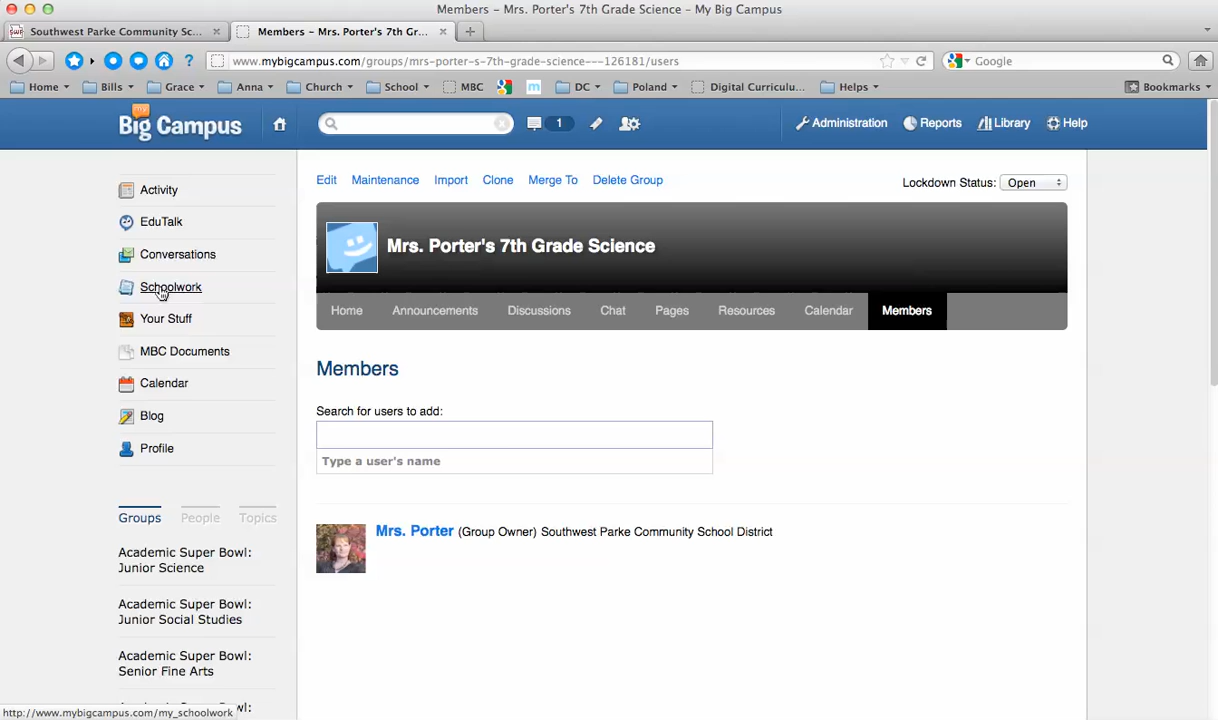 Members – Mrs. Porter's 7th Grade Science – My Big Campus
Southwest Parke Community Sc...
Members – Mrs. Porter's 7th Gr...
www.mybigcampus.com/groups/mrs-porter-s-7th-grade-science---126181/users
Google
Home Bills Grace Anna Church School MBC m DC Poland Digital Curriculu... Helps Bookmarks
my Big Campus
1
Administration Reports Library Help
Activity
EduTalk
Conversations
Schoolwork
Your Stuff
MBC Documents
Calendar
Blog
Profile
Groups People Topics
Academic Super Bowl:
Junior Science
Academic Super Bowl:
Junior Social Studies
Academic Super Bowl:
Senior Fine Arts
Edit Maintenance Import Clone Merge To Delete Group
Lockdown Status: Open
Mrs. Porter's 7th Grade Science
Home Announcements Discussions Chat Pages Resources Calendar Members
Members
Search for users to add:
Type a user's name
Mrs. Porter (Group Owner) Southwest Parke Community School District
http://www.mybigcampus.com/my_schoolwork